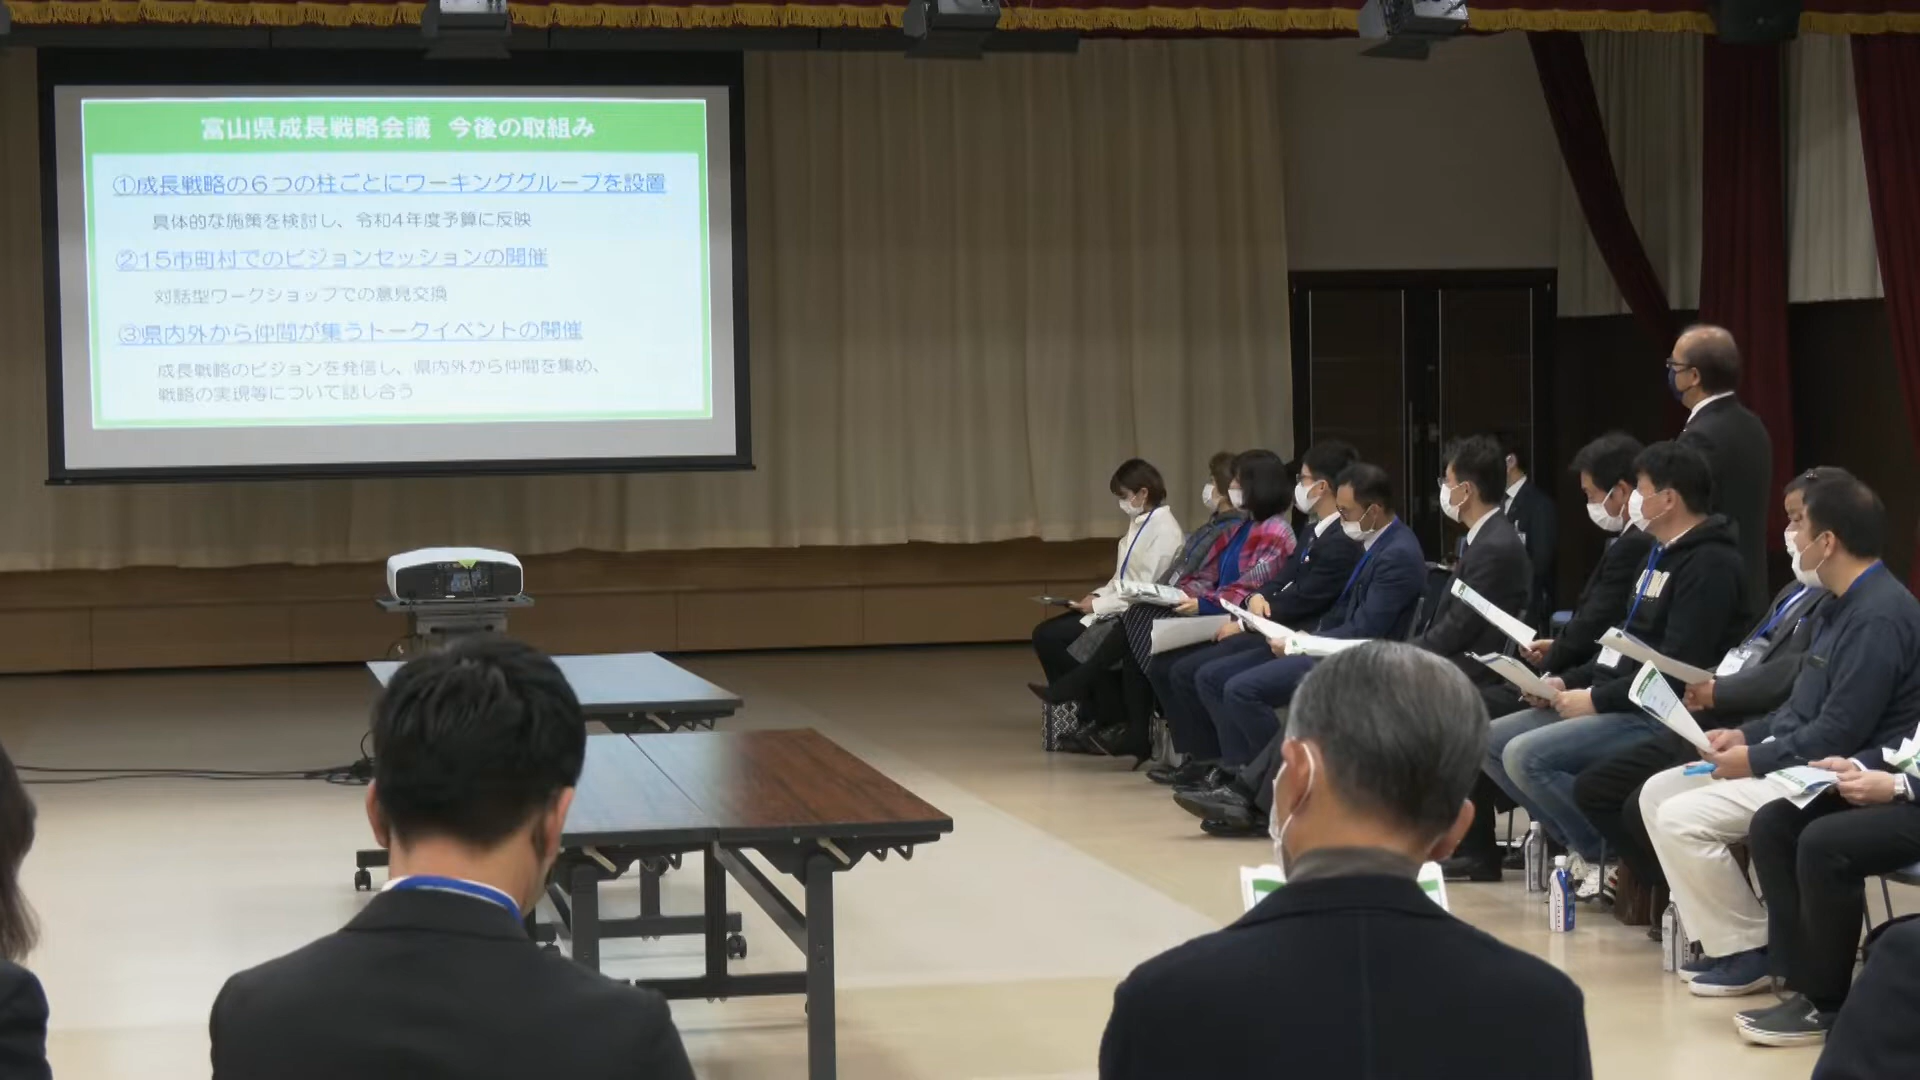 富山県成長戦略会議 今後の取組み
①成長戦略の6つの柱ごとにワーキンググループを設置
具体的な施策を検討し、令和4年度予算に反映
②15市町村でのビジョンセッションの開催
対話型ワークショップでの意見交換
③県内外から仲間が集うトークイベントの開催
成長戦略のビジョンを発信し、県内外から仲間を集め、
戦略の実現等について話し合う